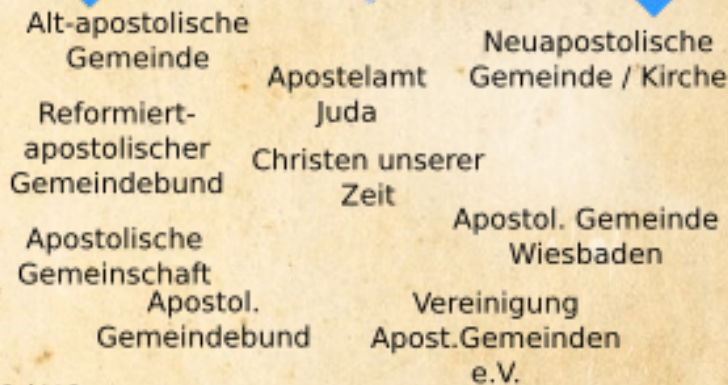 Alt-apostolische
Gemeinde
Neuapostolische
Gemeinde / Kirche
Apostelamt
Juda
Reformiert-
apostolischer
Gemeindebund
Christen unserer
Zeit
Apostol. Gemeinde
Wiesbaden
Apostolische
Gemeinschaft
Apostol.
Gemeindebund
Vereinigung
Apost.Gemeinden
e.V.